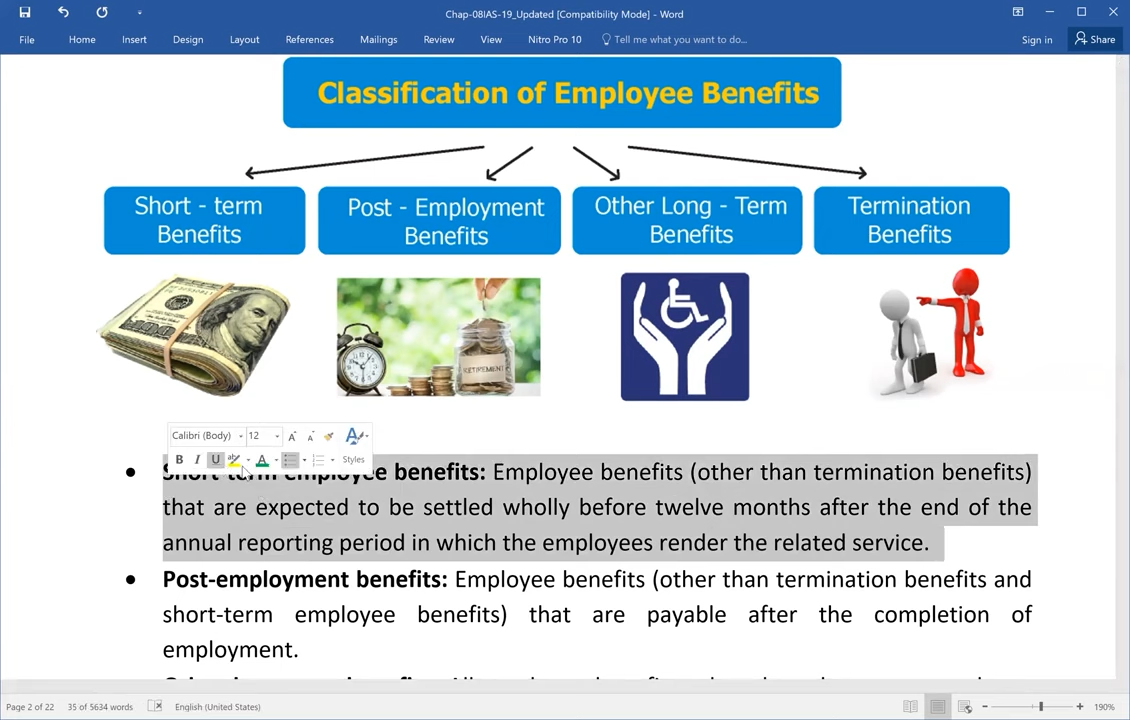 Chap-08IAS-19_Updated [Compatibility Mode] - Word
File Home Insert Design Layout References Mailings Review View Nitro Pro 10 Tell me what you want to do... Sign in Share
Classification of Employee Benefits
Short - term
Benefits
Post - Employment
Benefits
Other Long - Term
Benefits
Termination
Benefits
100
RETIREMENT
Calibri (Body) 12
B I U ab A Styles
Short-term employee benefits: Employee benefits (other than termination benefits)
that are expected to be settled wholly before twelve months after the end of the
annual reporting period in which the employees render the related service.
Post-employment benefits: Employee benefits (other than termination benefits and
short-term employee benefits) that are payable after the completion of
employment.
Page 2 of 22 35 of 5634 words English (United States) 190%